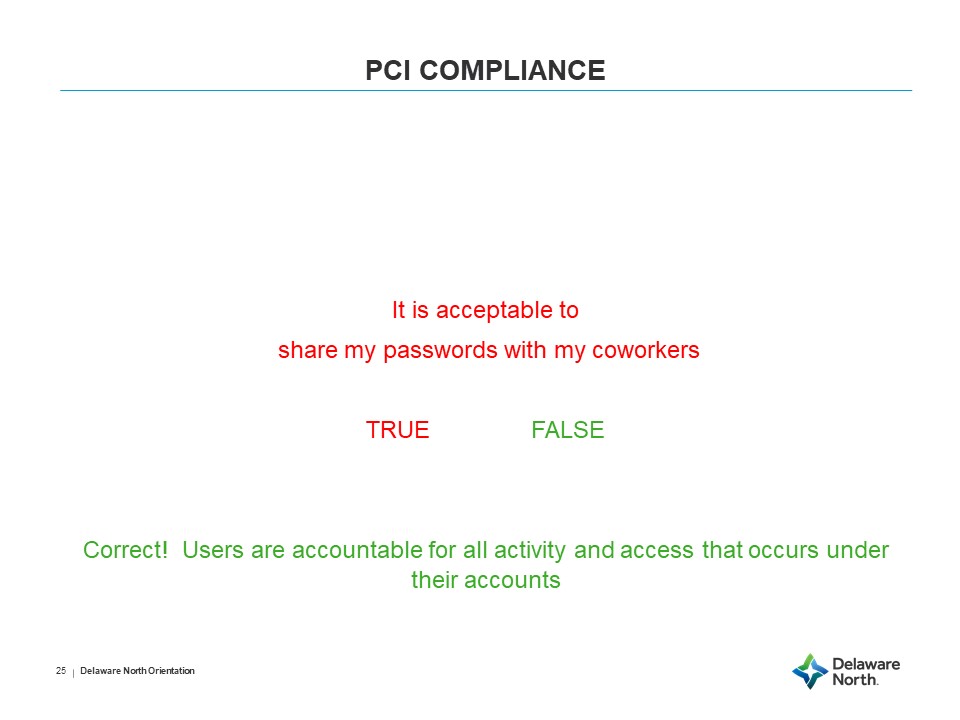 PCI COMPLIANCE
It is acceptable to
share my passwords with my coworkers
TRUE FALSE
Correct! Users are accountable for all activity and access that occurs under
their accounts
25 | Delaware North Orientation
Delaware
North.